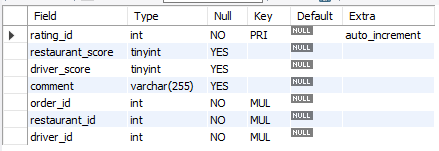 Field Type Null Key Default Extra
rating_id int NO PRI NULL auto_increment
restaurant_score tinyint YES NULL
driver_score tinyint YES NULL
comment varchar(255) YES NULL
order_id int NO MUL NULL
restaurant_id int NO MUL NULL
driver_id int NO MUL NULL